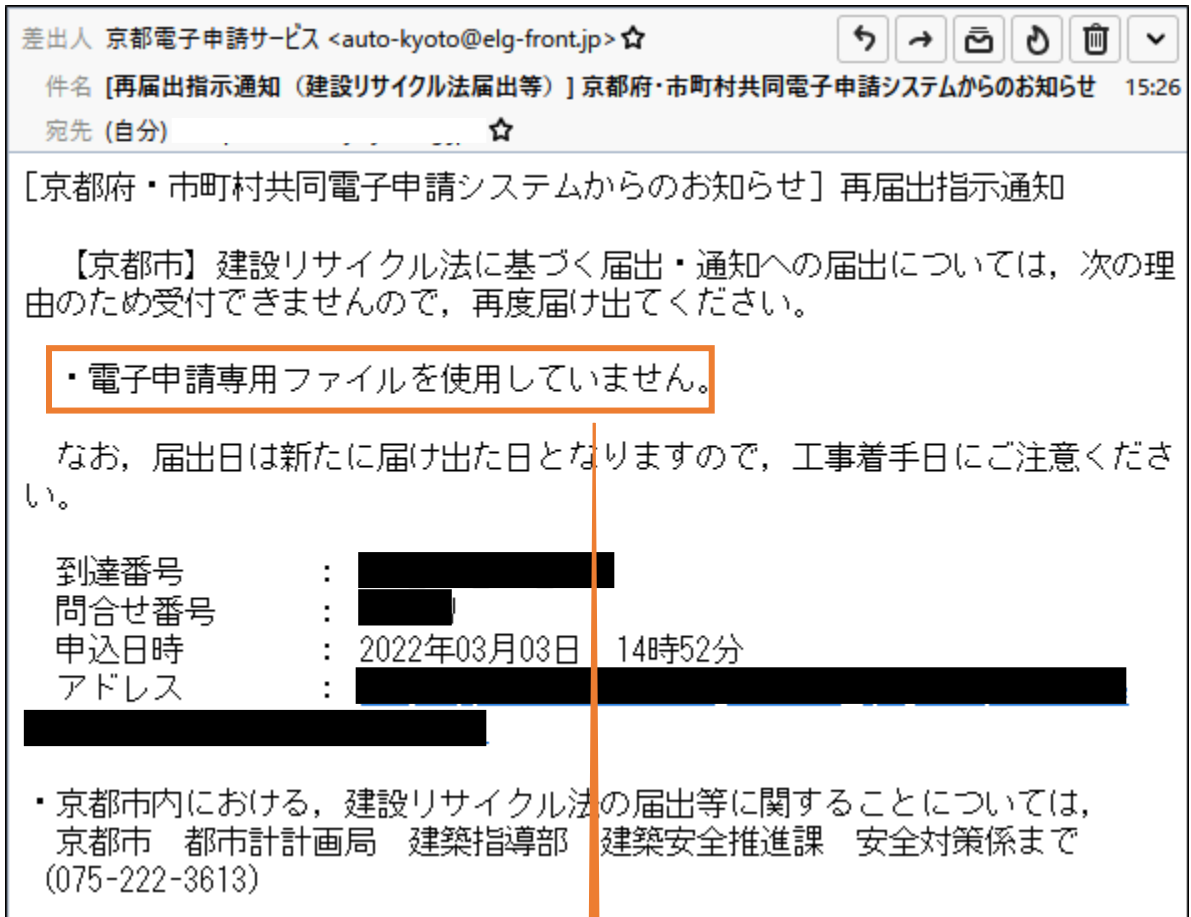 差出人 京都電子申請サービス <auto-kyoto@elg-front.jp>
件名 [再届出指示通知（建設リサイクル法届出等）] 京都府・市町村共同電子申請システムからのお知らせ 15:26
宛先 (自分)
[京都府・市町村共同電子申請システムからのお知らせ] 再届出指示通知
【京都市】建設リサイクル法に基づく届出・通知への届出については，次の理
由のため受付できませんので，再度届け出てください。
・電子申請専用ファイルを使用していません。
なお，届出日は新たに届け出た日となりますので，工事着手日にご注意くださ
い。
到達番号 ：
問合せ番号 ：
申込日時 ： 2022年03月03日 14時52分
アドレス ：
・京都市内における，建設リサイクル法の届出等に関することについては，
京都市 都市計計画局 建築指導部 建築安全推進課 安全対策係まで
(075-222-3613)